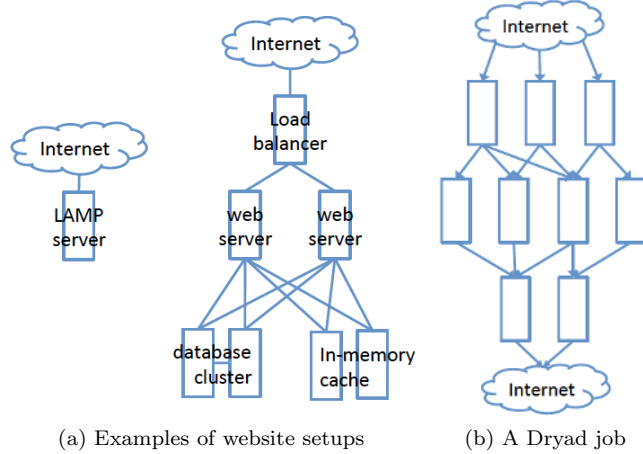 Internet
LAMP
server
Internet
Load
balancer
web
server
web
server
database
cluster
In-memory
cache
Internet
Internet
(a) Examples of website setups
(b) A Dryad job